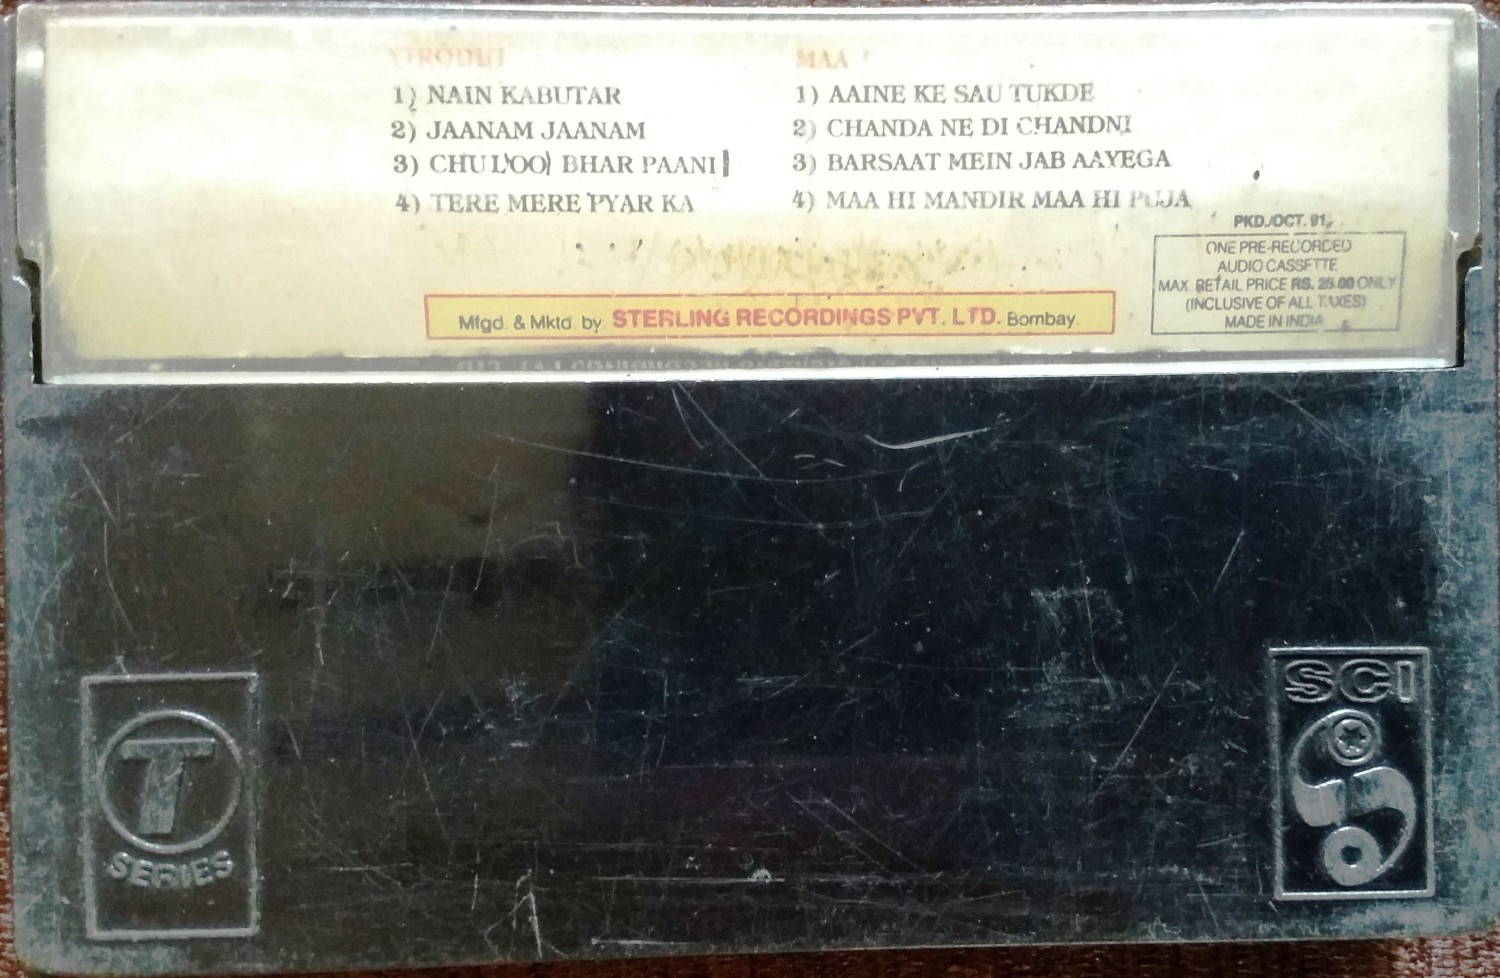 VIRODHI
1) NAIN KABUTAR
2) JAANAM JAANAM
3) CHULLOO BHAR PAANI
4) TERE MERE PYAR KA
MAA
1) AAINE KE SAU TUKDE
2) CHANDA NE DI CHANDNI
3) BARSAAT MEIN JAB AAYEGA
4) MAA HI MANDIR MAA HI PUJA
PKD./OCT. 91,
ONE PRE-RECORDED
AUDIO CASSETTE
MAX. RETAIL PRICE RS. 25.00 ONLY
(INCLUSIVE OF ALL TAXES)
MADE IN INDIA
Mfgd. & Mktd. by STERLING RECORDINGS PVT. LTD. Bombay.
T
SERIES
SCI